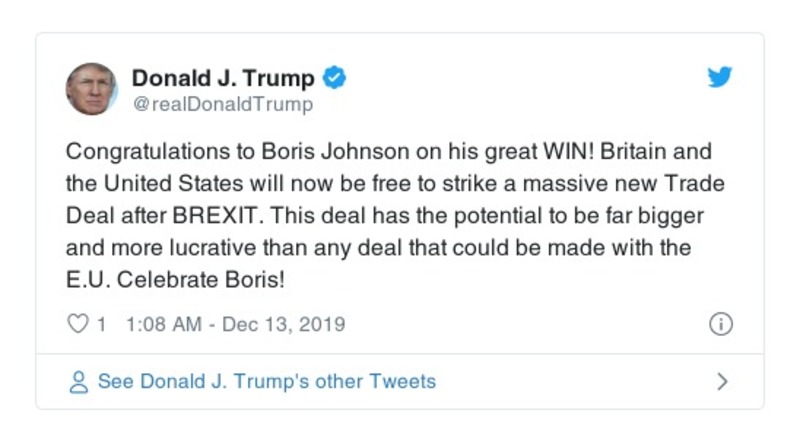 Donald J. Trump
@realDonaldTrump
Congratulations to Boris Johnson on his great WIN! Britain and
the United States will now be free to strike a massive new Trade
Deal after BREXIT. This deal has the potential to be far bigger
and more lucrative than any deal that could be made with the
E.U. Celebrate Boris!
1 1:08 AM - Dec 13, 2019
See Donald J. Trump's other Tweets